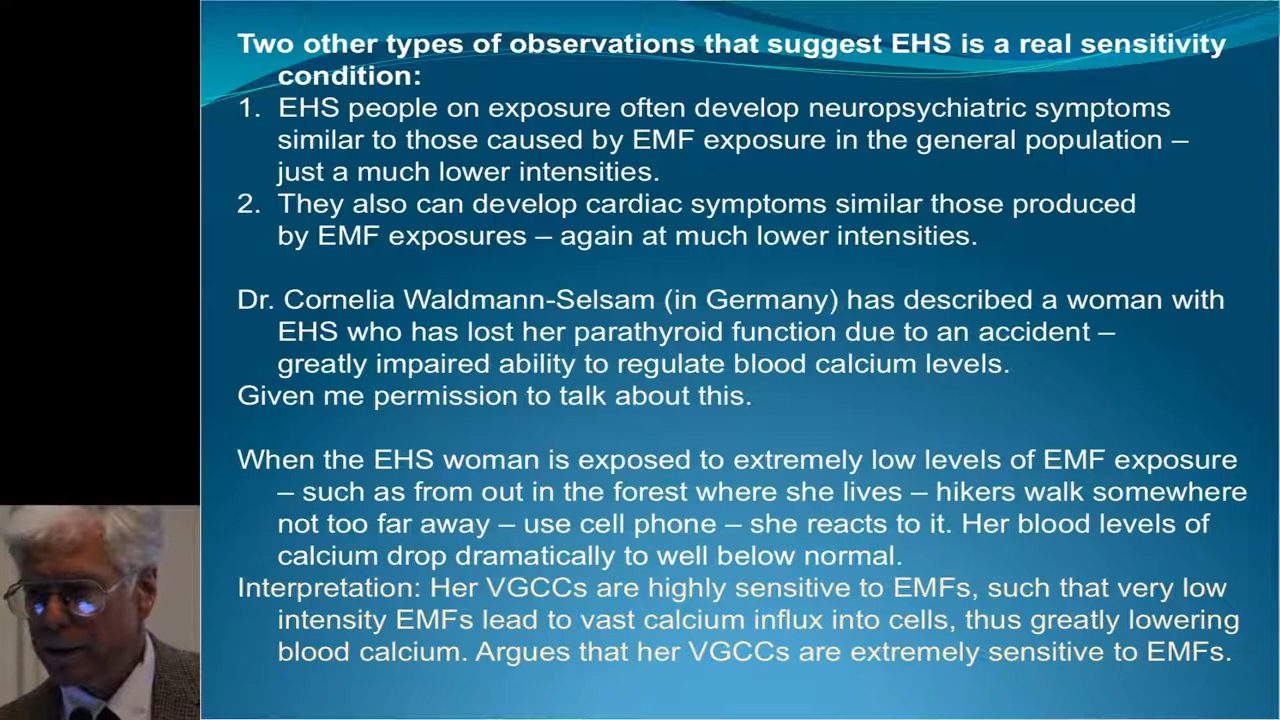 Two other types of observations that suggest EHS is a real sensitivity
condition:
1. EHS people on exposure often develop neuropsychiatric symptoms
similar to those caused by EMF exposure in the general population –
just a much lower intensities.
2. They also can develop cardiac symptoms similar those produced
by EMF exposures – again at much lower intensities.
Dr. Cornelia Waldmann-Selsam (in Germany) has described a woman with
EHS who has lost her parathyroid function due to an accident –
greatly impaired ability to regulate blood calcium levels.
Given me permission to talk about this.
When the EHS woman is exposed to extremely low levels of EMF exposure
– such as from out in the forest where she lives – hikers walk somewhere
not too far away – use cell phone – she reacts to it. Her blood levels of
calcium drop dramatically to well below normal.
Interpretation: Her VGCCs are highly sensitive to EMFs, such that very low
intensity EMFs lead to vast calcium influx into cells, thus greatly lowering
blood calcium. Argues that her VGCCs are extremely sensitive to EMFs.